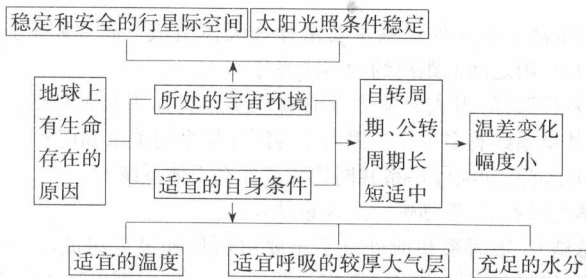 稳定和安全的行星际空间
太阳光照条件稳定
地球上
有生命
存在的
原因
所处的宇宙环境
适宜的自身条件
自转周
期、公转
周期长
短适中
温差变化
幅度小
适宜的温度
适宜呼吸的较厚大气层
充足的水分